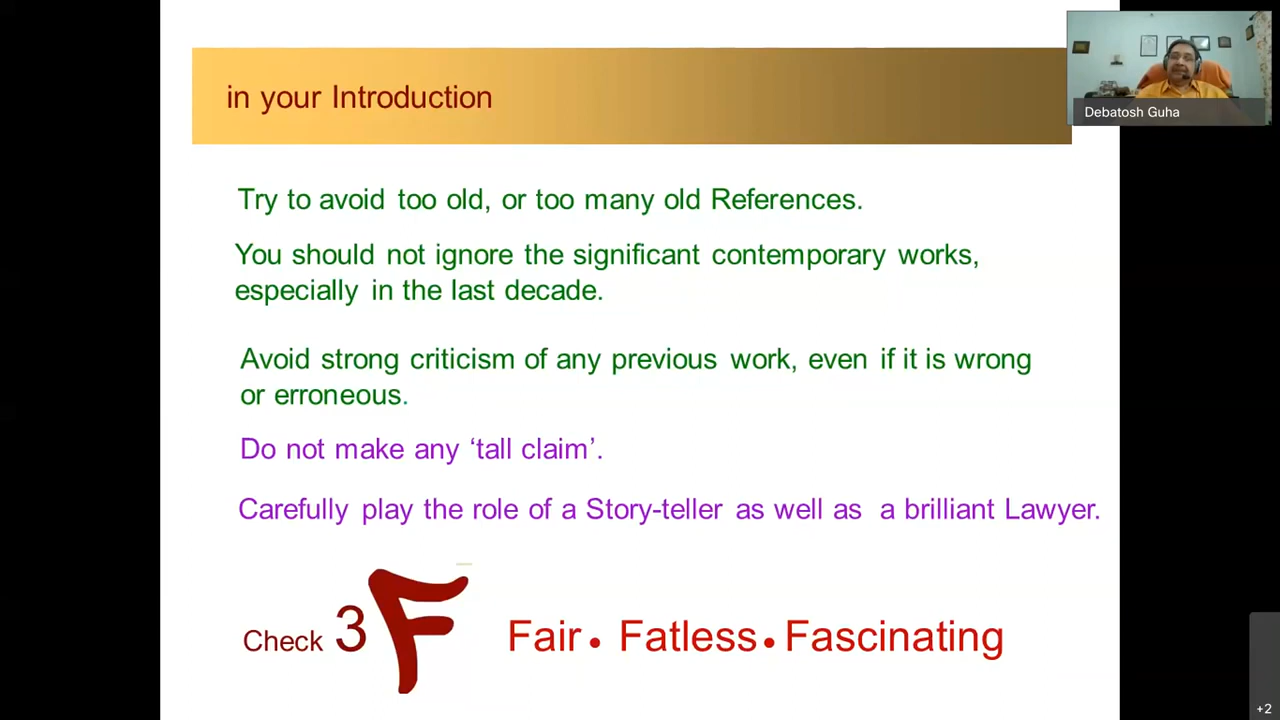 in your Introduction
Debatosh Guha
Try to avoid too old, or too many old References.
You should not ignore the significant contemporary works,
especially in the last decade.
Avoid strong criticism of any previous work, even if it is wrong
or erroneous.
Do not make any ‘tall claim’.
Carefully play the role of a Story-teller as well as a brilliant Lawyer.
Check 3 F Fair • Fatless • Fascinating
+2